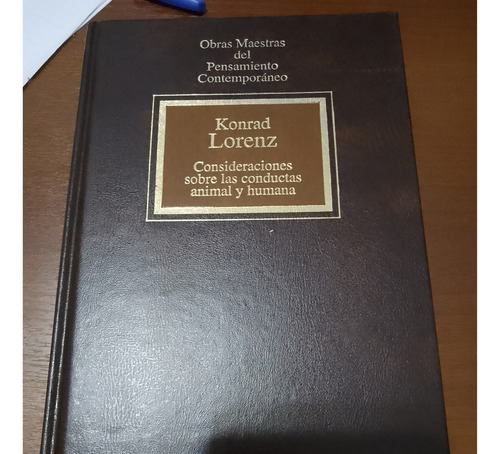 Obras Maestras
del
Pensamiento
Contemporáneo
Konrad
Lorenz
Consideraciones
sobre las conductas
animal y humana